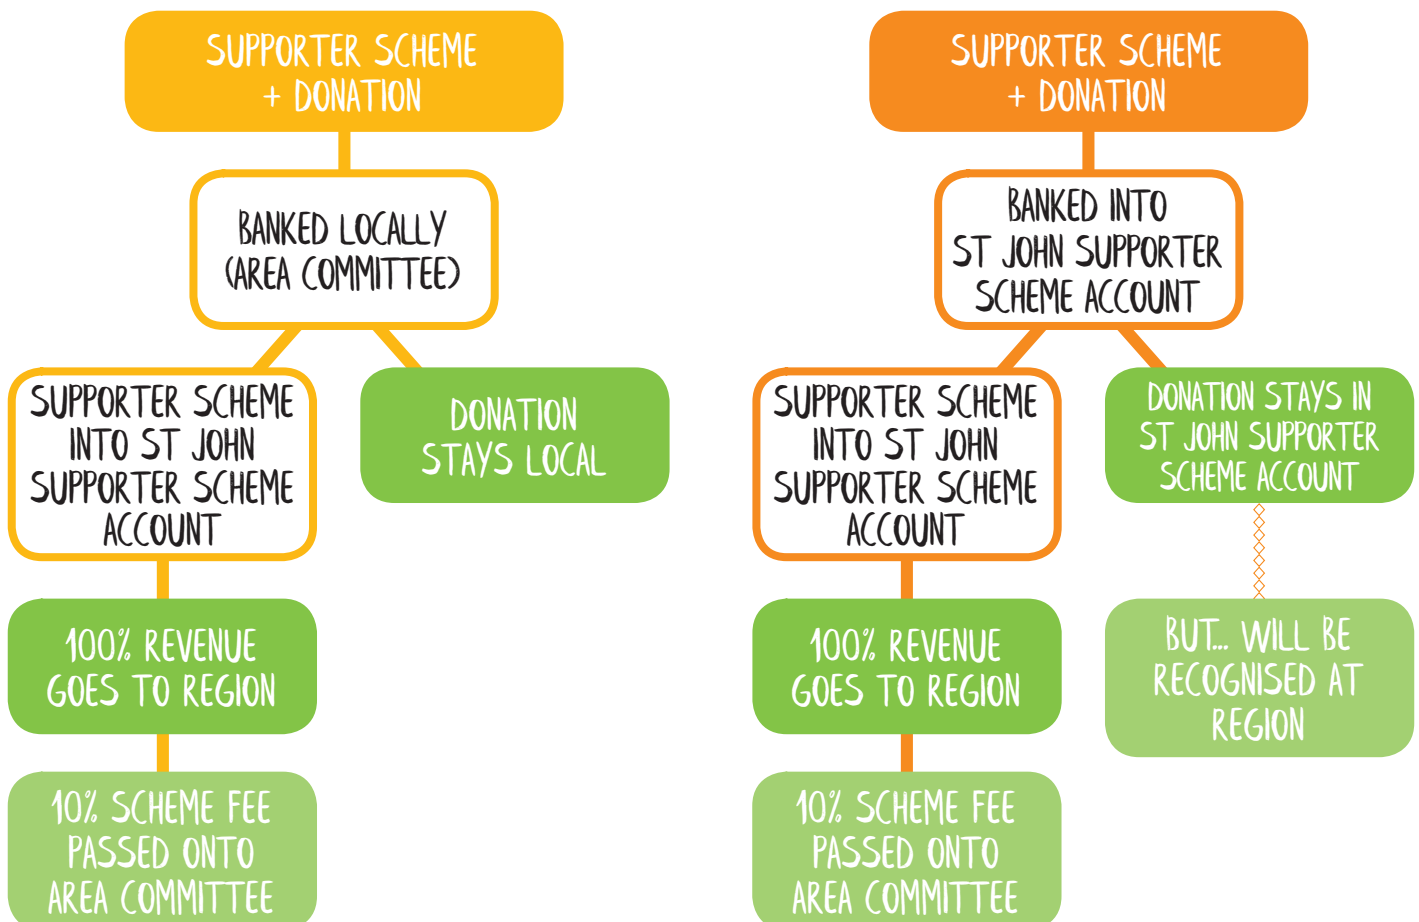 SUPPORTER SCHEME
+ DONATION
BANKED LOCALLY
(AREA COMMITTEE)
SUPPORTER SCHEME
INTO ST JOHN
SUPPORTER SCHEME
ACCOUNT
DONATION
STAYS LOCAL
100% REVENUE
GOES TO REGION
10% SCHEME FEE
PASSED ONTO
AREA COMMITTEE
SUPPORTER SCHEME
+ DONATION
BANKED INTO
ST JOHN SUPPORTER
SCHEME ACCOUNT
SUPPORTER SCHEME
INTO ST JOHN
SUPPORTER SCHEME
ACCOUNT
DONATION STAYS IN
ST JOHN SUPPORTER
SCHEME ACCOUNT
100% REVENUE
GOES TO REGION
BUT... WILL BE
RECOGNISED AT
REGION
10% SCHEME FEE
PASSED ONTO
AREA COMMITTEE